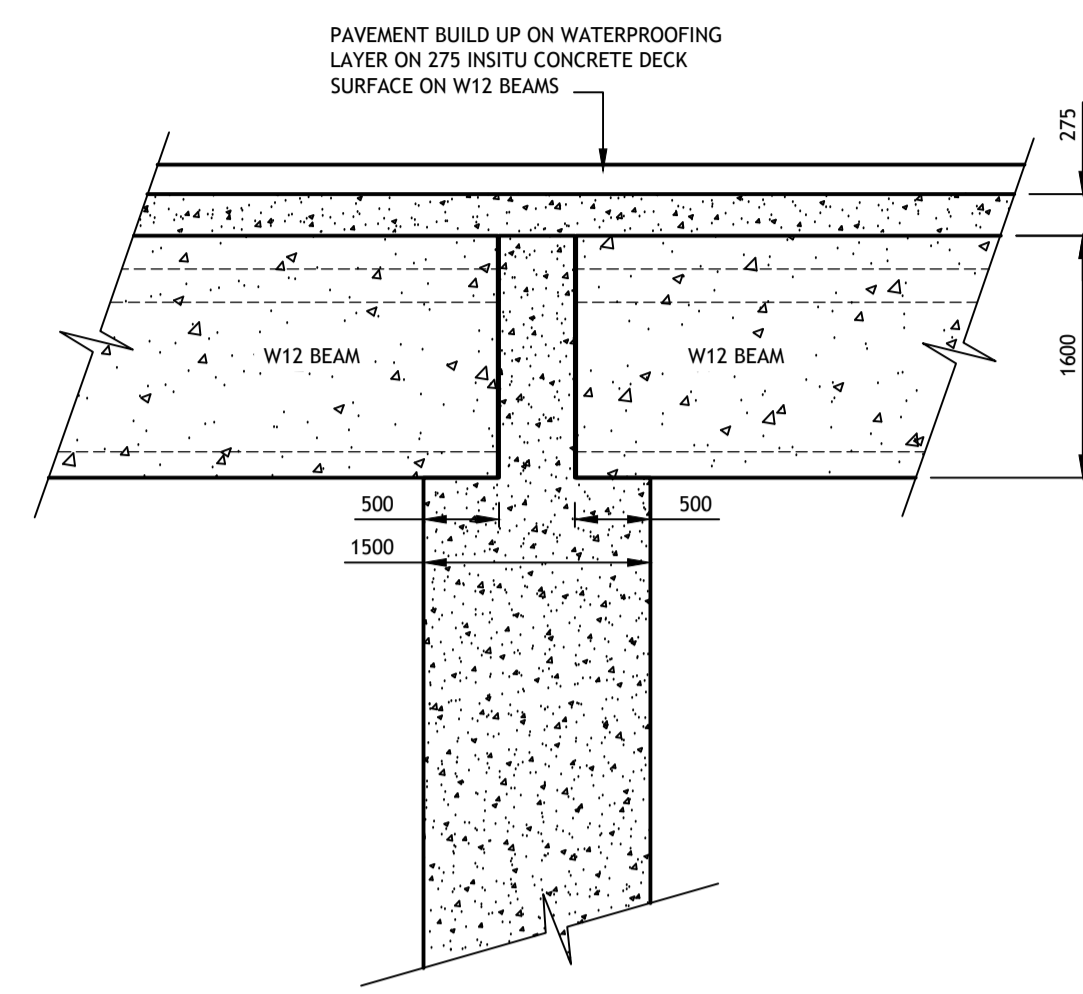 PAVEMENT BUILD UP ON WATERPROOFING
LAYER ON 275 INSITU CONCRETE DECK
SURFACE ON W12 BEAMS
275
W12 BEAM
W12 BEAM
1600
500
500
1500